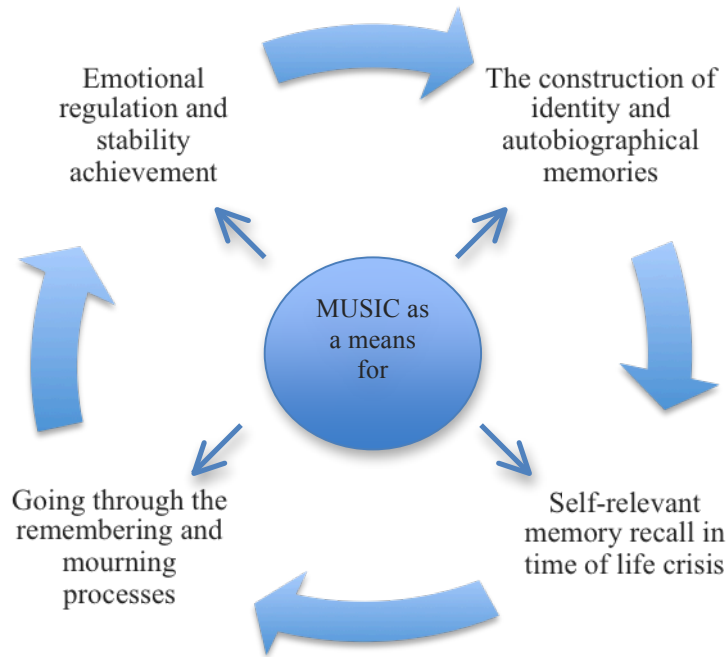 Emotional
regulation and
stability
achievement
The construction of
identity and
autobiographical
memories
MUSIC as
a means
for
Going through the
remembering and
mourning
processes
Self-relevant
memory recall in
time of life crisis